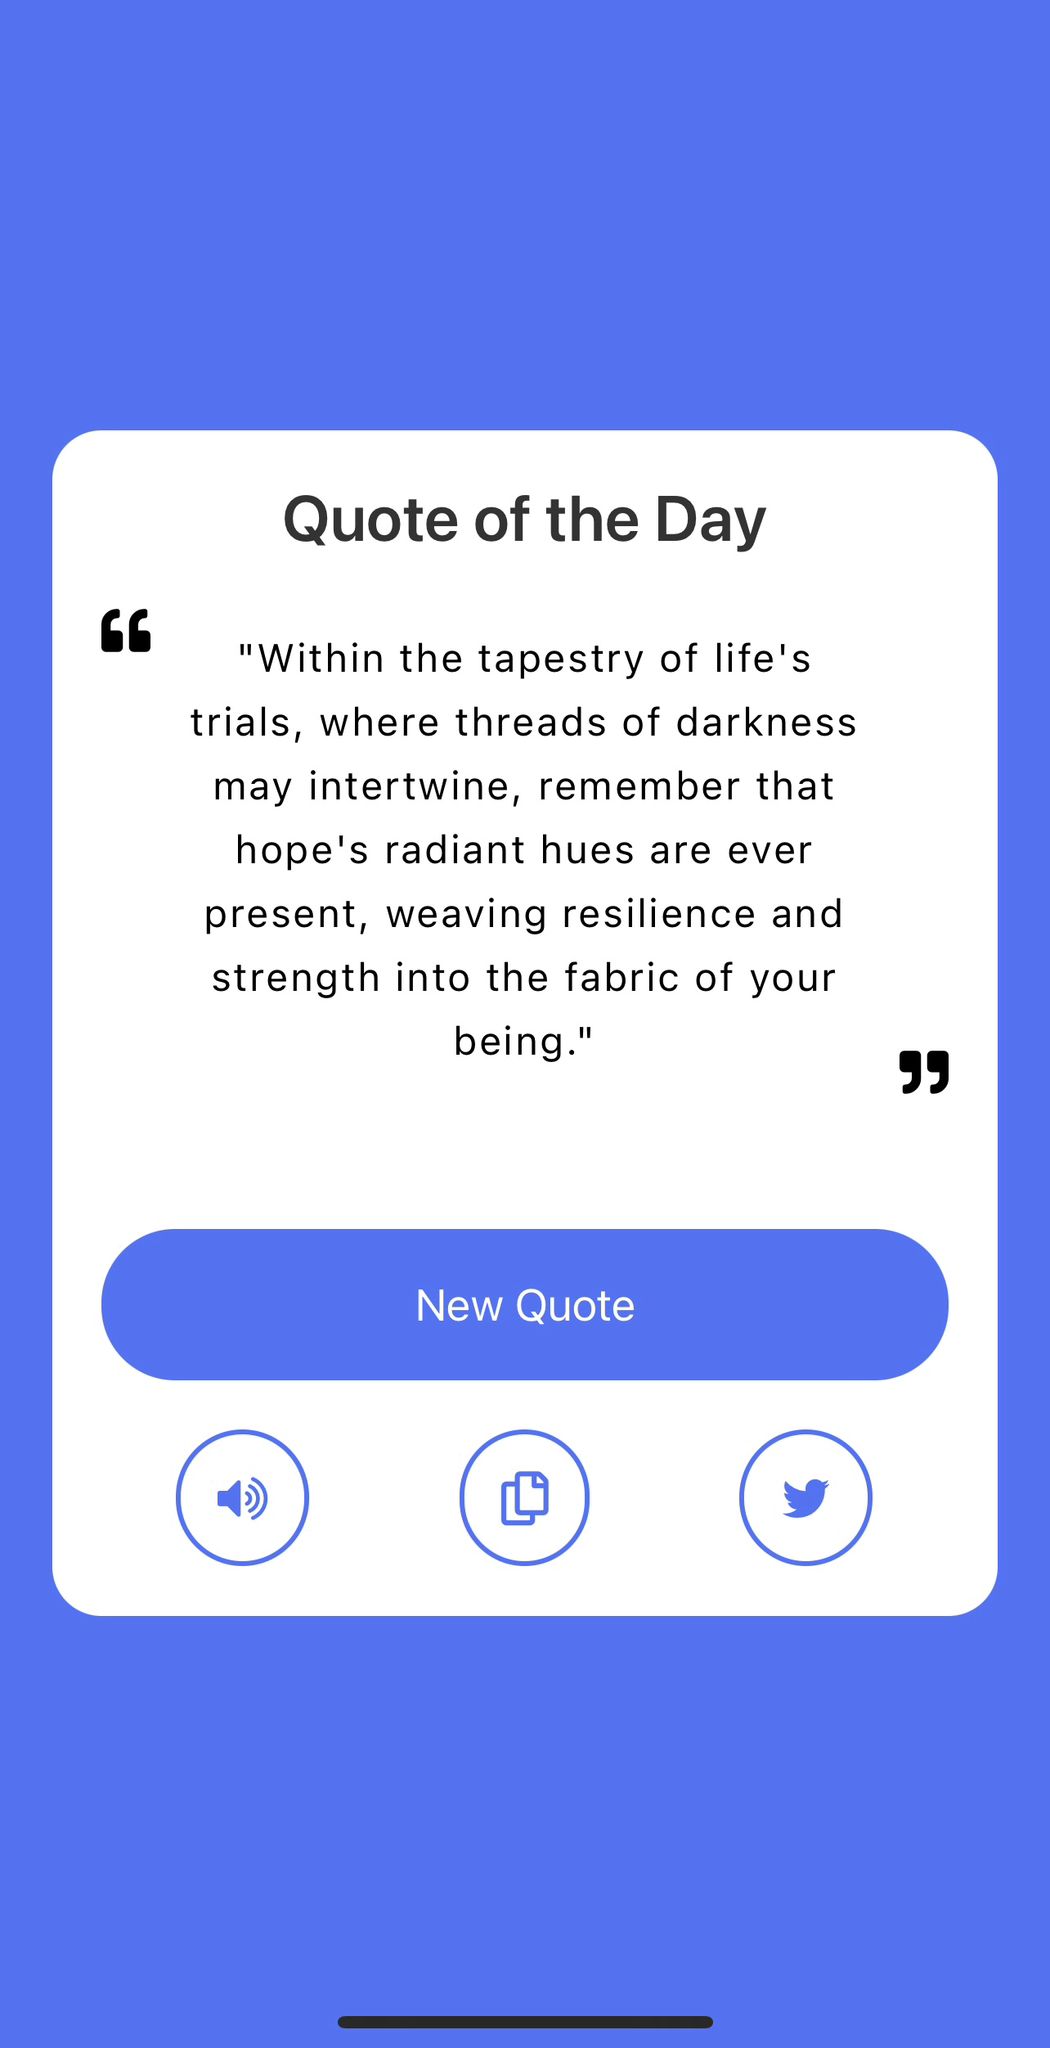 Quote of the Day
“
"Within the tapestry of life's
trials, where threads of darkness
may intertwine, remember that
hope's radiant hues are ever
present, weaving resilience and
strength into the fabric of your
being."
”
New Quote